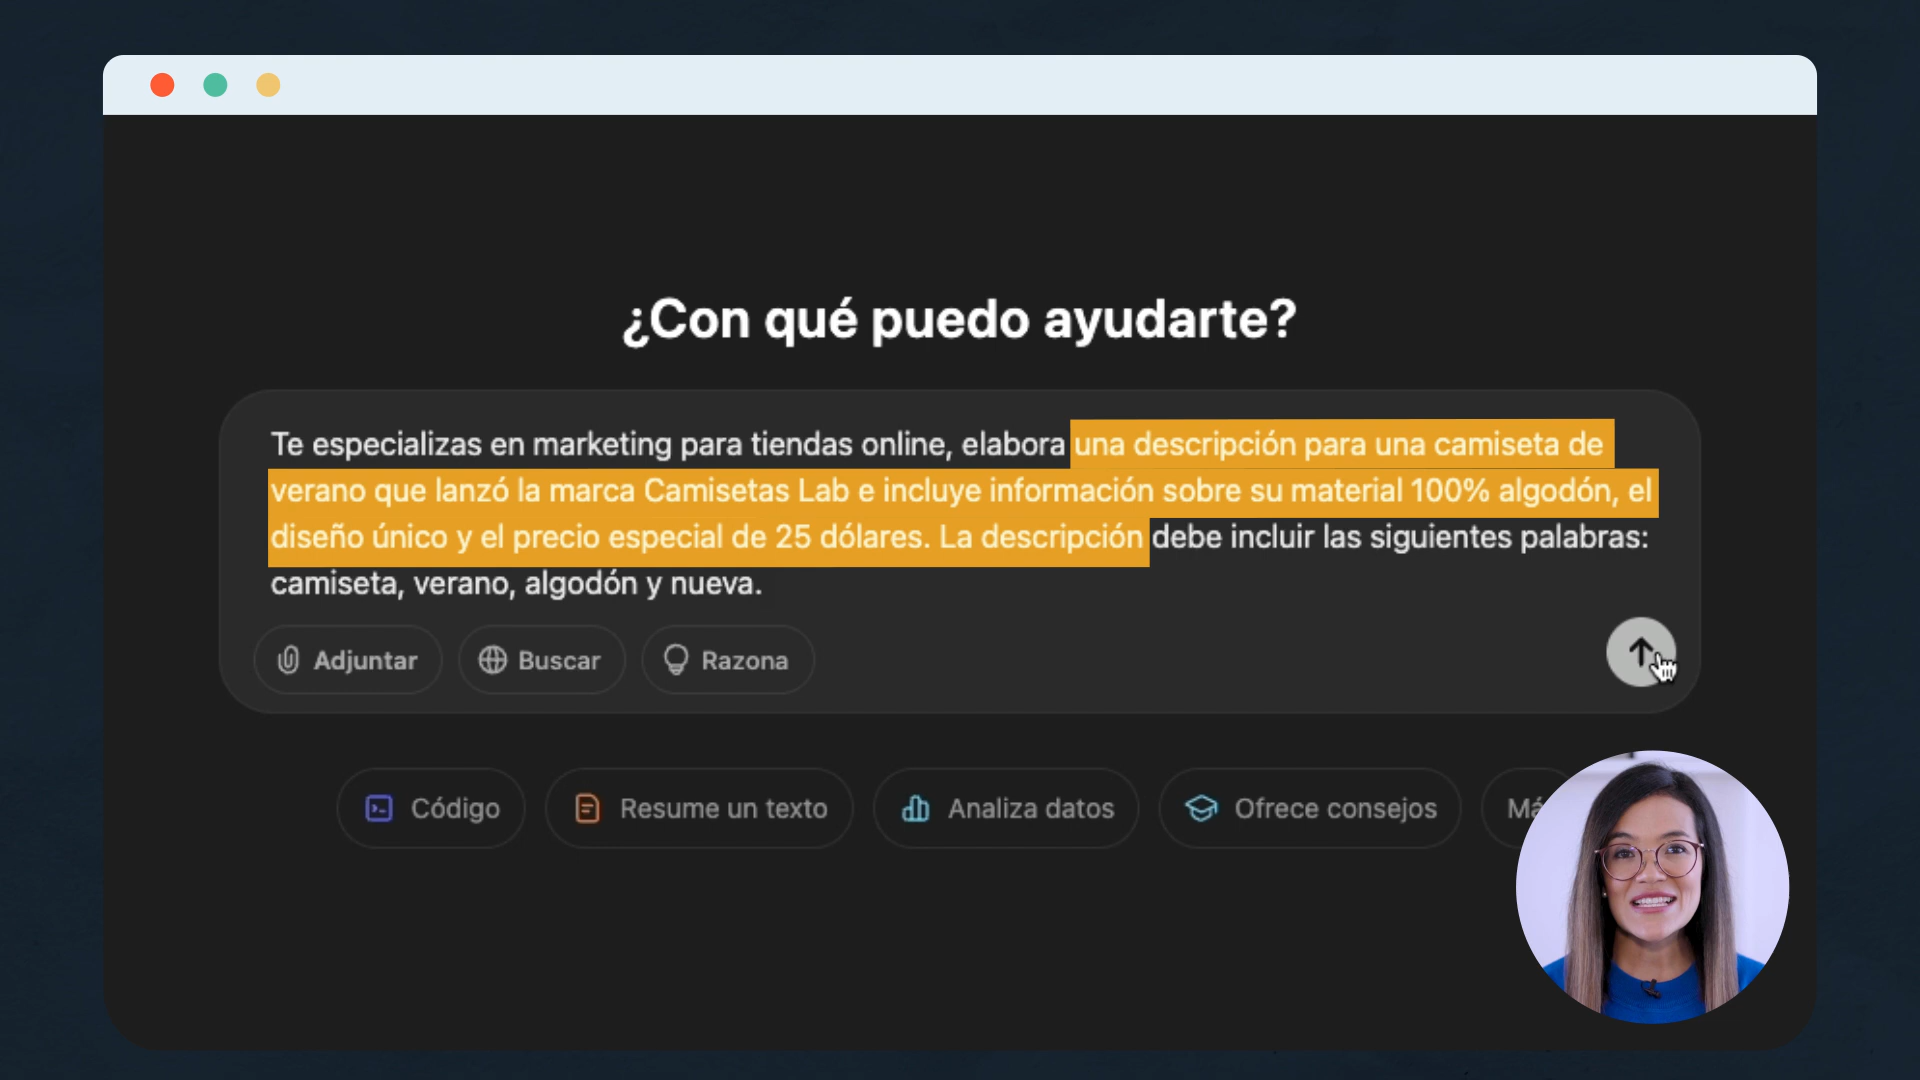 ¿Con qué puedo ayudarte?
Te especializas en marketing para tiendas online, elabora una descripción para una camiseta de
verano que lanzó la marca Camisetas Lab e incluye información sobre su material 100% algodón, el
diseño único y el precio especial de 25 dólares. La descripción debe incluir las siguientes palabras:
camiseta, verano, algodón y nueva.
Adjuntar Buscar Razona
Código Resume un texto Analiza datos Ofrece consejos